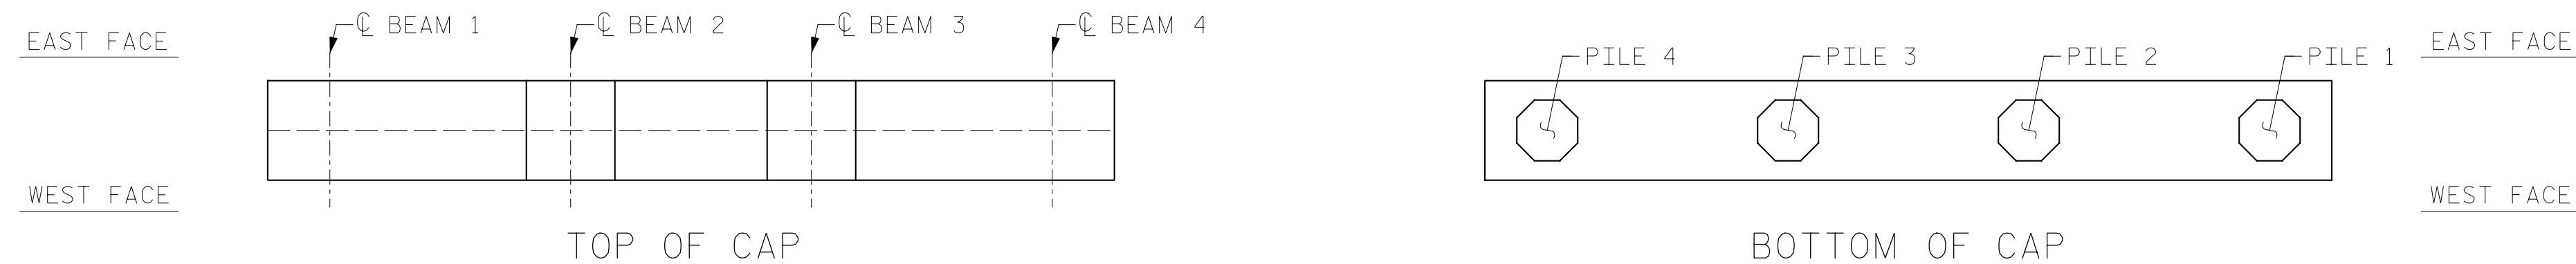 EAST FACE
WEST FACE
℄ BEAM 1
℄ BEAM 2
℄ BEAM 3
℄ BEAM 4
TOP OF CAP
PILE 4
PILE 3
PILE 2
PILE 1
BOTTOM OF CAP
EAST FACE
WEST FACE